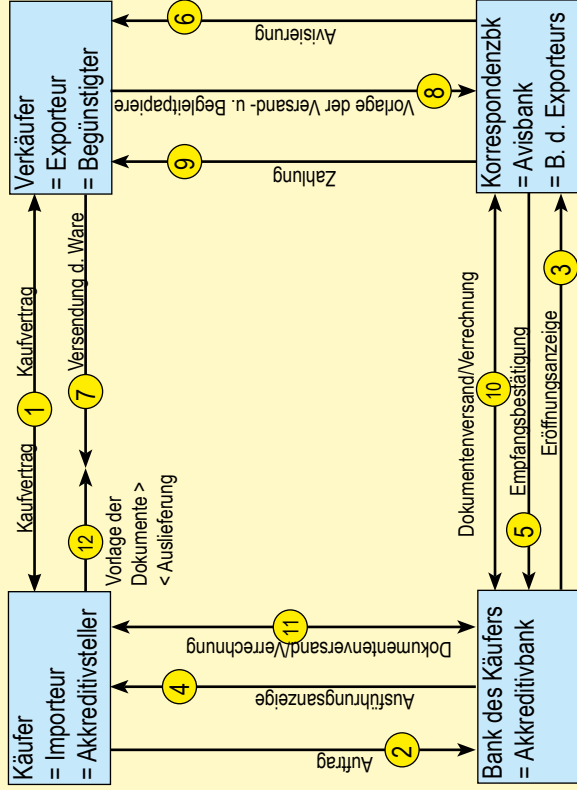 Käufer
= Importeur
= Akkreditivsteller
Kaufvertrag
1
Kaufvertrag
Verkäufer
= Exporteur
= Begünstigter
12
Vorlage der
Dokumente >
< Auslieferung
7
Versendung d. Ware
2
Auftrag
4
Ausführungsanzeige
11
Dokumentenversand/Verrechnung
9
Zahlung
8
Vorlage der Versand- u. Begleitpapiere
6
Avisierung
Bank des Käufers
= Akkreditivbank
Dokumentenversand/Verrechnung
10
5
Empfangsbestätigung
Eröffnungsanzeige
3
Korrespondenzbk
= Avisbank
= B. d. Exporteurs